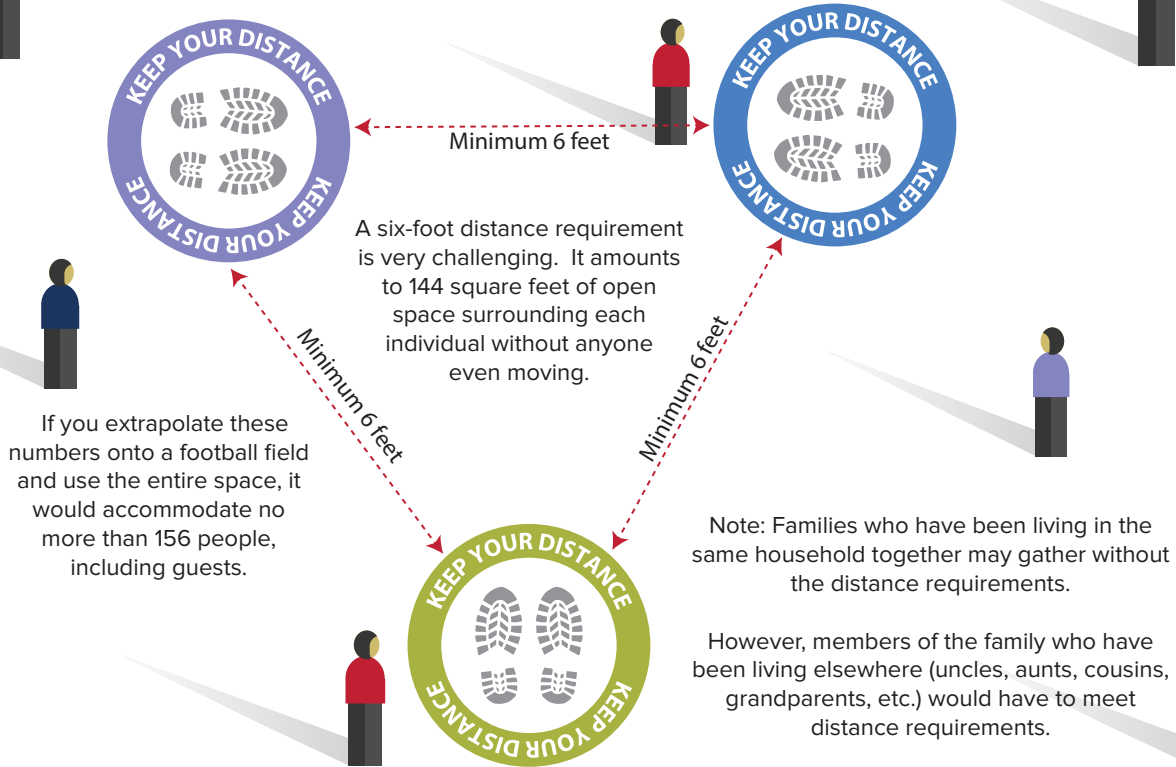 KEEP YOUR DISTANCE
KEEP YOUR DISTANCE
KEEP YOUR DISTANCE
KEEP YOUR DISTANCE
Minimum 6 feet
A six-foot distance requirement
is very challenging.  It amounts
to 144 square feet of open
space surrounding each
individual without anyone
even moving.
Minimum 6 feet
Minimum 6 feet
If you extrapolate these
numbers onto a football field
and use the entire space, it
would accommodate no
more than 156 people,
including guests.
KEEP YOUR DISTANCE
KEEP YOUR DISTANCE
Note: Families who have been living in the
same household together may gather without
the distance requirements.
However, members of the family who have
been living elsewhere (uncles, aunts, cousins,
grandparents, etc.) would have to meet
distance requirements.